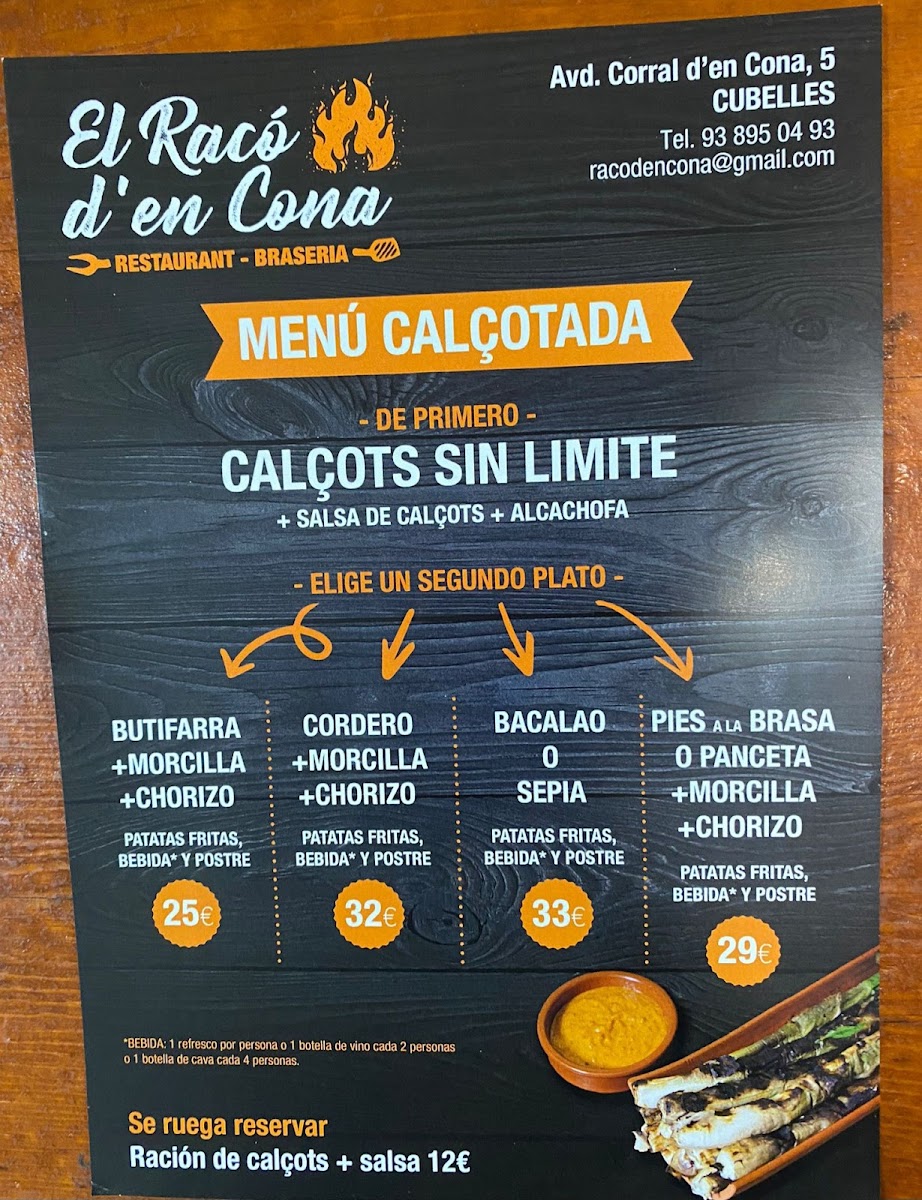 El Racó
d'en Cona
RESTAURANT - BRASERIA
Avd. Corral d'en Cona, 5
CUBELLES
Tel. 93 895 04 93
racodencona@gmail.com
MENÚ CALÇOTADA
- DE PRIMERO -
CALÇOTS SIN LIMITE
+ SALSA DE CALÇOTS + ALCACHOFA
- ELIGE UN SEGUNDO PLATO -
BUTIFARRA
+MORCILLA
+CHORIZO
PATATAS FRITAS,
BEBIDA* Y POSTRE
25€
CORDERO
+MORCILLA
+CHORIZO
PATATAS FRITAS,
BEBIDA* Y POSTRE
32€
BACALAO
O
SEPIA
PATATAS FRITAS,
BEBIDA* Y POSTRE
33€
PIES A LA BRASA
O PANCETA
+MORCILLA
+CHORIZO
PATATAS FRITAS,
BEBIDA* Y POSTRE
29€
*BEBIDA: 1 refresco por persona o 1 botella de vino cada 2 personas
o 1 botella de cava cada 4 personas.
Se ruega reservar
Ración de calçots + salsa 12€